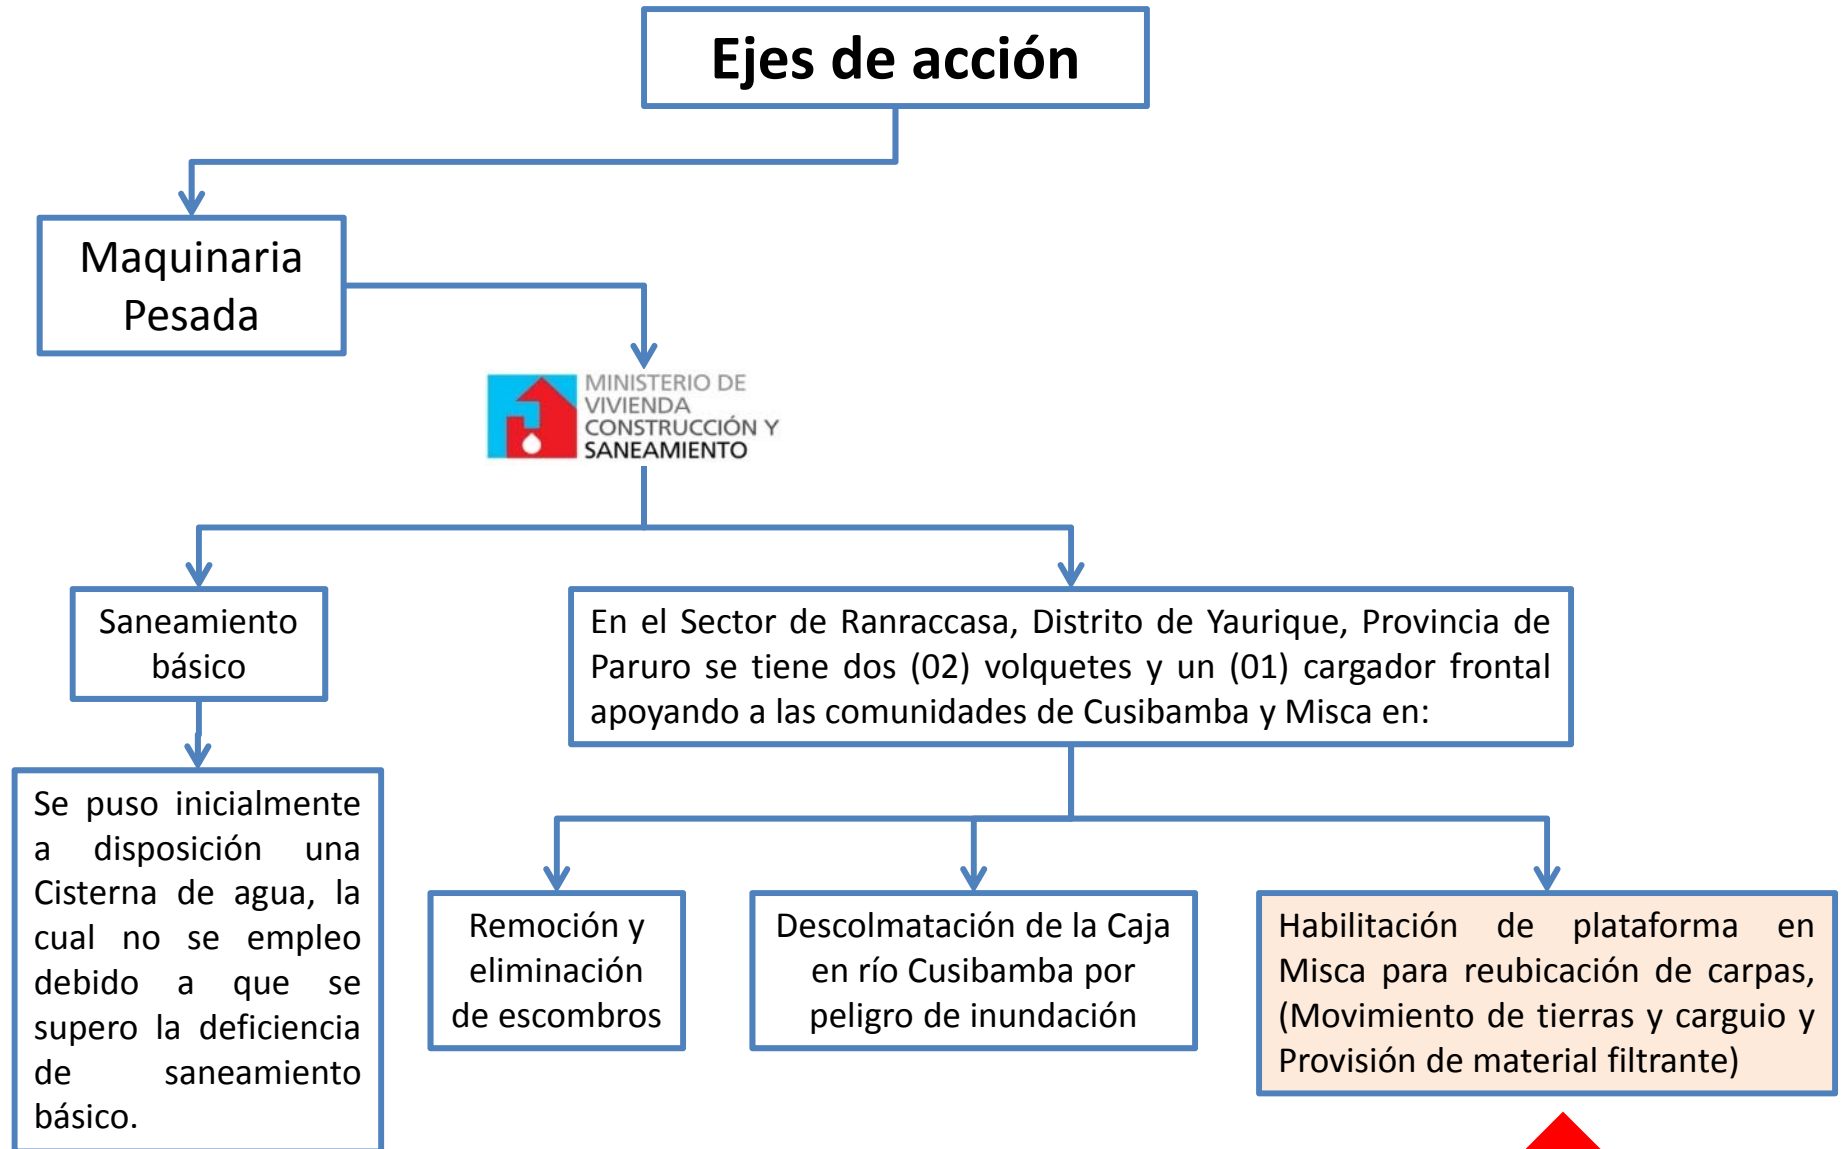 Ejes de acción
Maquinaria
Pesada
MINISTERIO DE
VIVIENDA
CONSTRUCCIÓN Y
SANEAMIENTO
Saneamiento
básico
En el Sector de Ranraccasa, Distrito de Yaurique, Provincia de
Paruro se tiene dos (02) volquetes y un (01) cargador frontal
apoyando a las comunidades de Cusibamba y Misca en:
Se puso inicialmente
a disposición una
Cisterna de agua, la
cual no se empleo
debido a que se
supero la deficiencia
de saneamiento
básico.
Remoción y
eliminación
de escombros
Descolmatación de la Caja
en río Cusibamba por
peligro de inundación
Habilitación de plataforma en
Misca para reubicación de carpas,
(Movimiento de tierras y carguio y
Provisión de material filtrante)